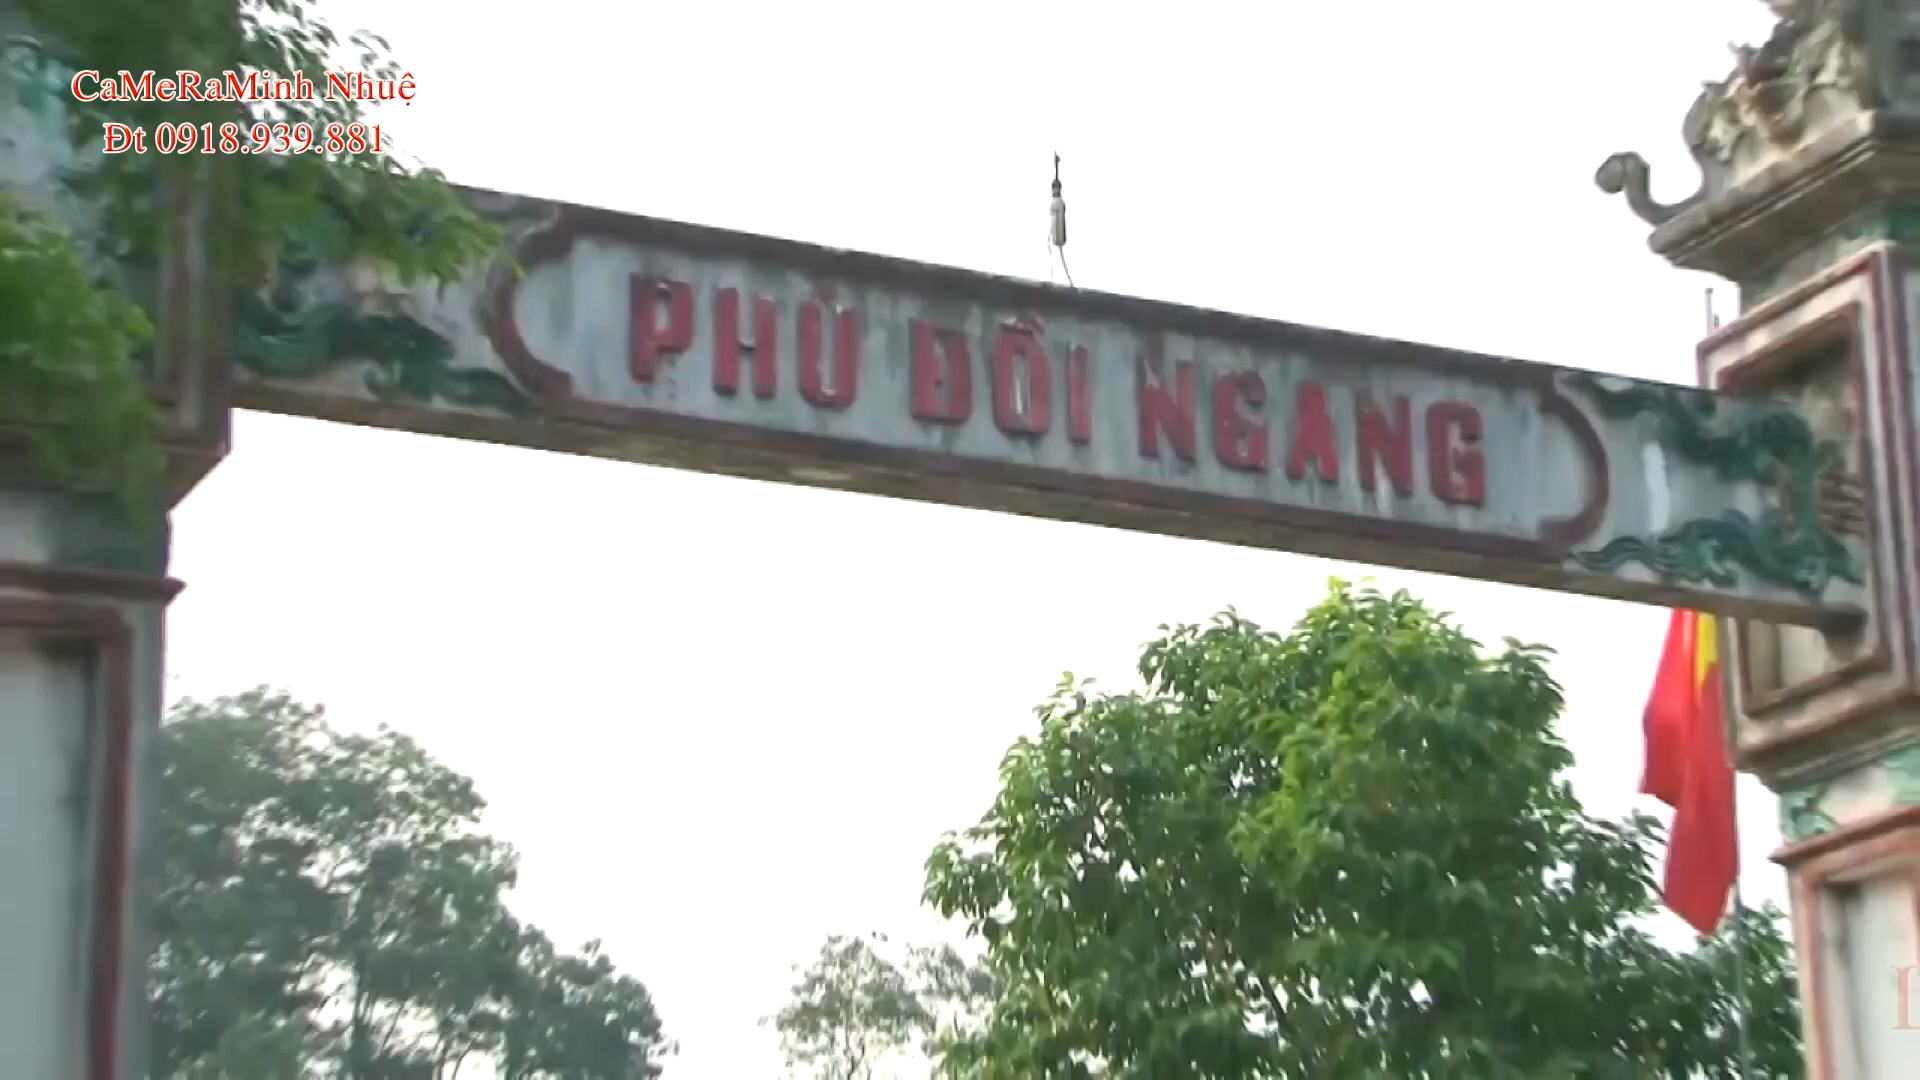 CaMeRaMinh Nhuệ
Đt 0918.939.881
PHỦ ĐỒI NGANG